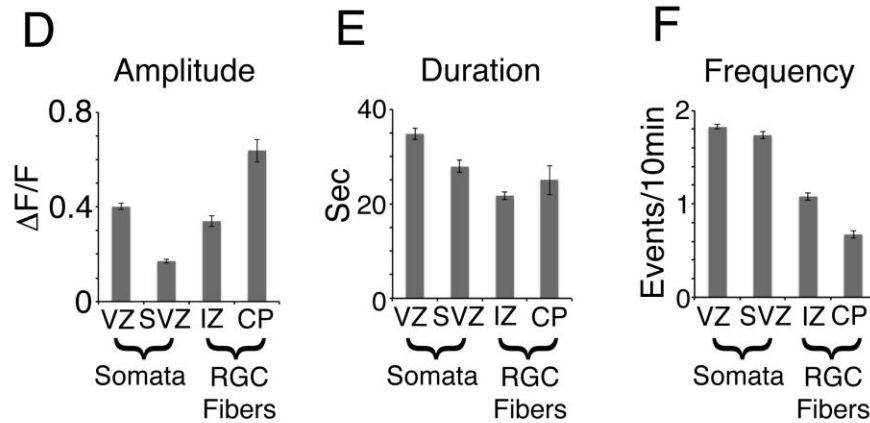 D
Amplitude
0.8
0.4
0
ΔF/F
VZ SVZ IZ CP
Somata
RGC
Fibers
E
Duration
40
20
0
Sec
VZ SVZ IZ CP
Somata
RGC
Fibers
F
Frequency
2
1
0
Events/10min
VZ SVZ IZ CP
Somata
RGC
Fibers